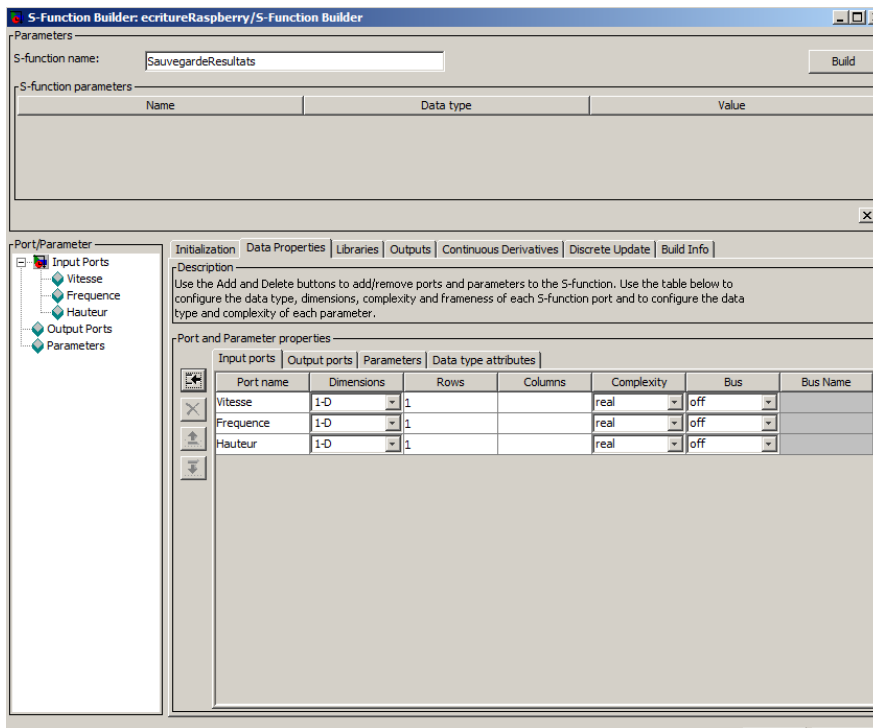 S-Function Builder: ecritureRaspberry/S-Function Builder
Parameters
S-function name: SauvegardeResultats Build
S-function parameters
Name Data type Value
Port/Parameter
Input Ports
Vitesse
Frequence
Hauteur
Output Ports
Parameters
Initialization Data Properties Libraries Outputs Continuous Derivatives Discrete Update Build Info
Description
Use the Add and Delete buttons to add/remove ports and parameters to the S-function. Use the table below to
configure the data type, dimensions, complexity and frameness of each S-function port and to configure the data
type and complexity of each parameter.
Port and Parameter properties
Input ports Output ports Parameters Data type attributes
Port name Dimensions Rows Columns Complexity Bus Bus Name
Vitesse 1-D 1 real off
Frequence 1-D 1 real off
Hauteur 1-D 1 real off